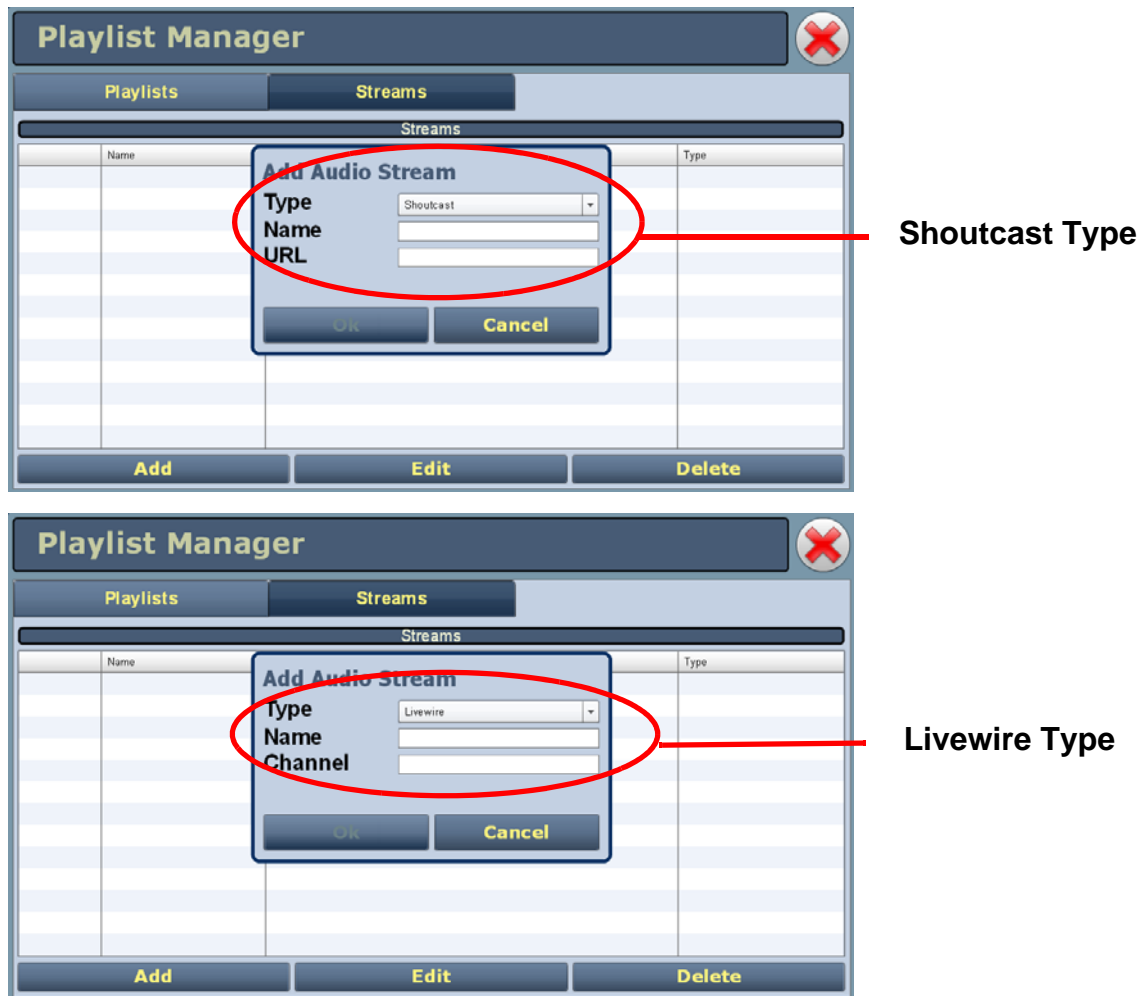 Playlist Manager
Playlists Streams
Streams
Name Type
Add Audio Stream
Type Shoutcast
Name
URL
Shoutcast Type
Ok Cancel
Add Edit Delete
Playlist Manager
Playlists Streams
Streams
Name Type
Add Audio Stream
Type Livewire
Name
Channel
Livewire Type
Ok Cancel
Add Edit Delete